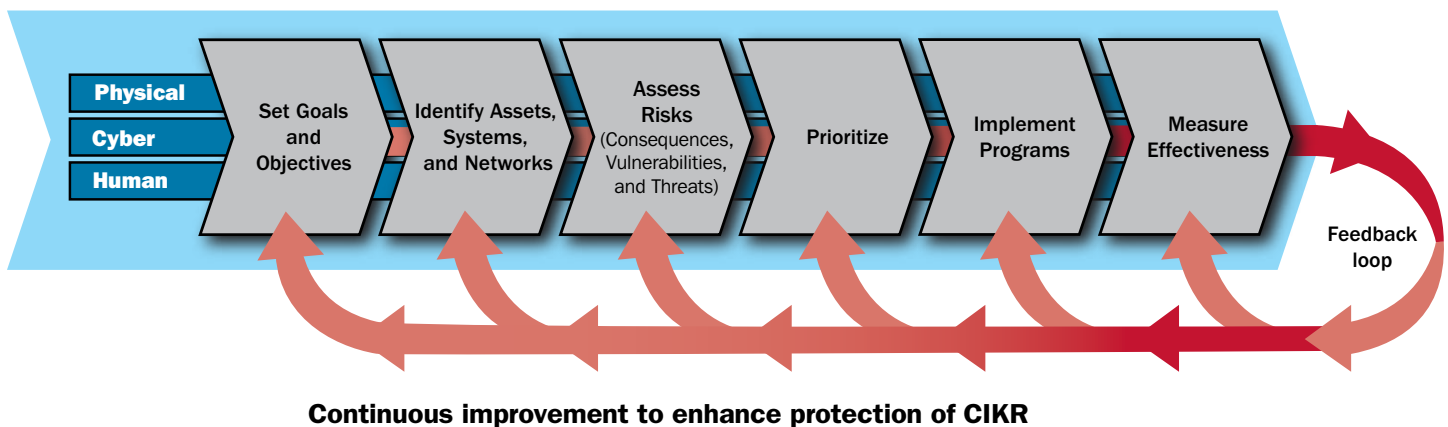 Physical
Cyber
Human
Set Goals
and
Objectives
Identify Assets,
Systems,
and Networks
Assess
Risks
(Consequences,
Vulnerabilities,
and Threats)
Prioritize
Implement
Programs
Measure
Effectiveness
Feedback
loop
Continuous improvement to enhance protection of CIKR